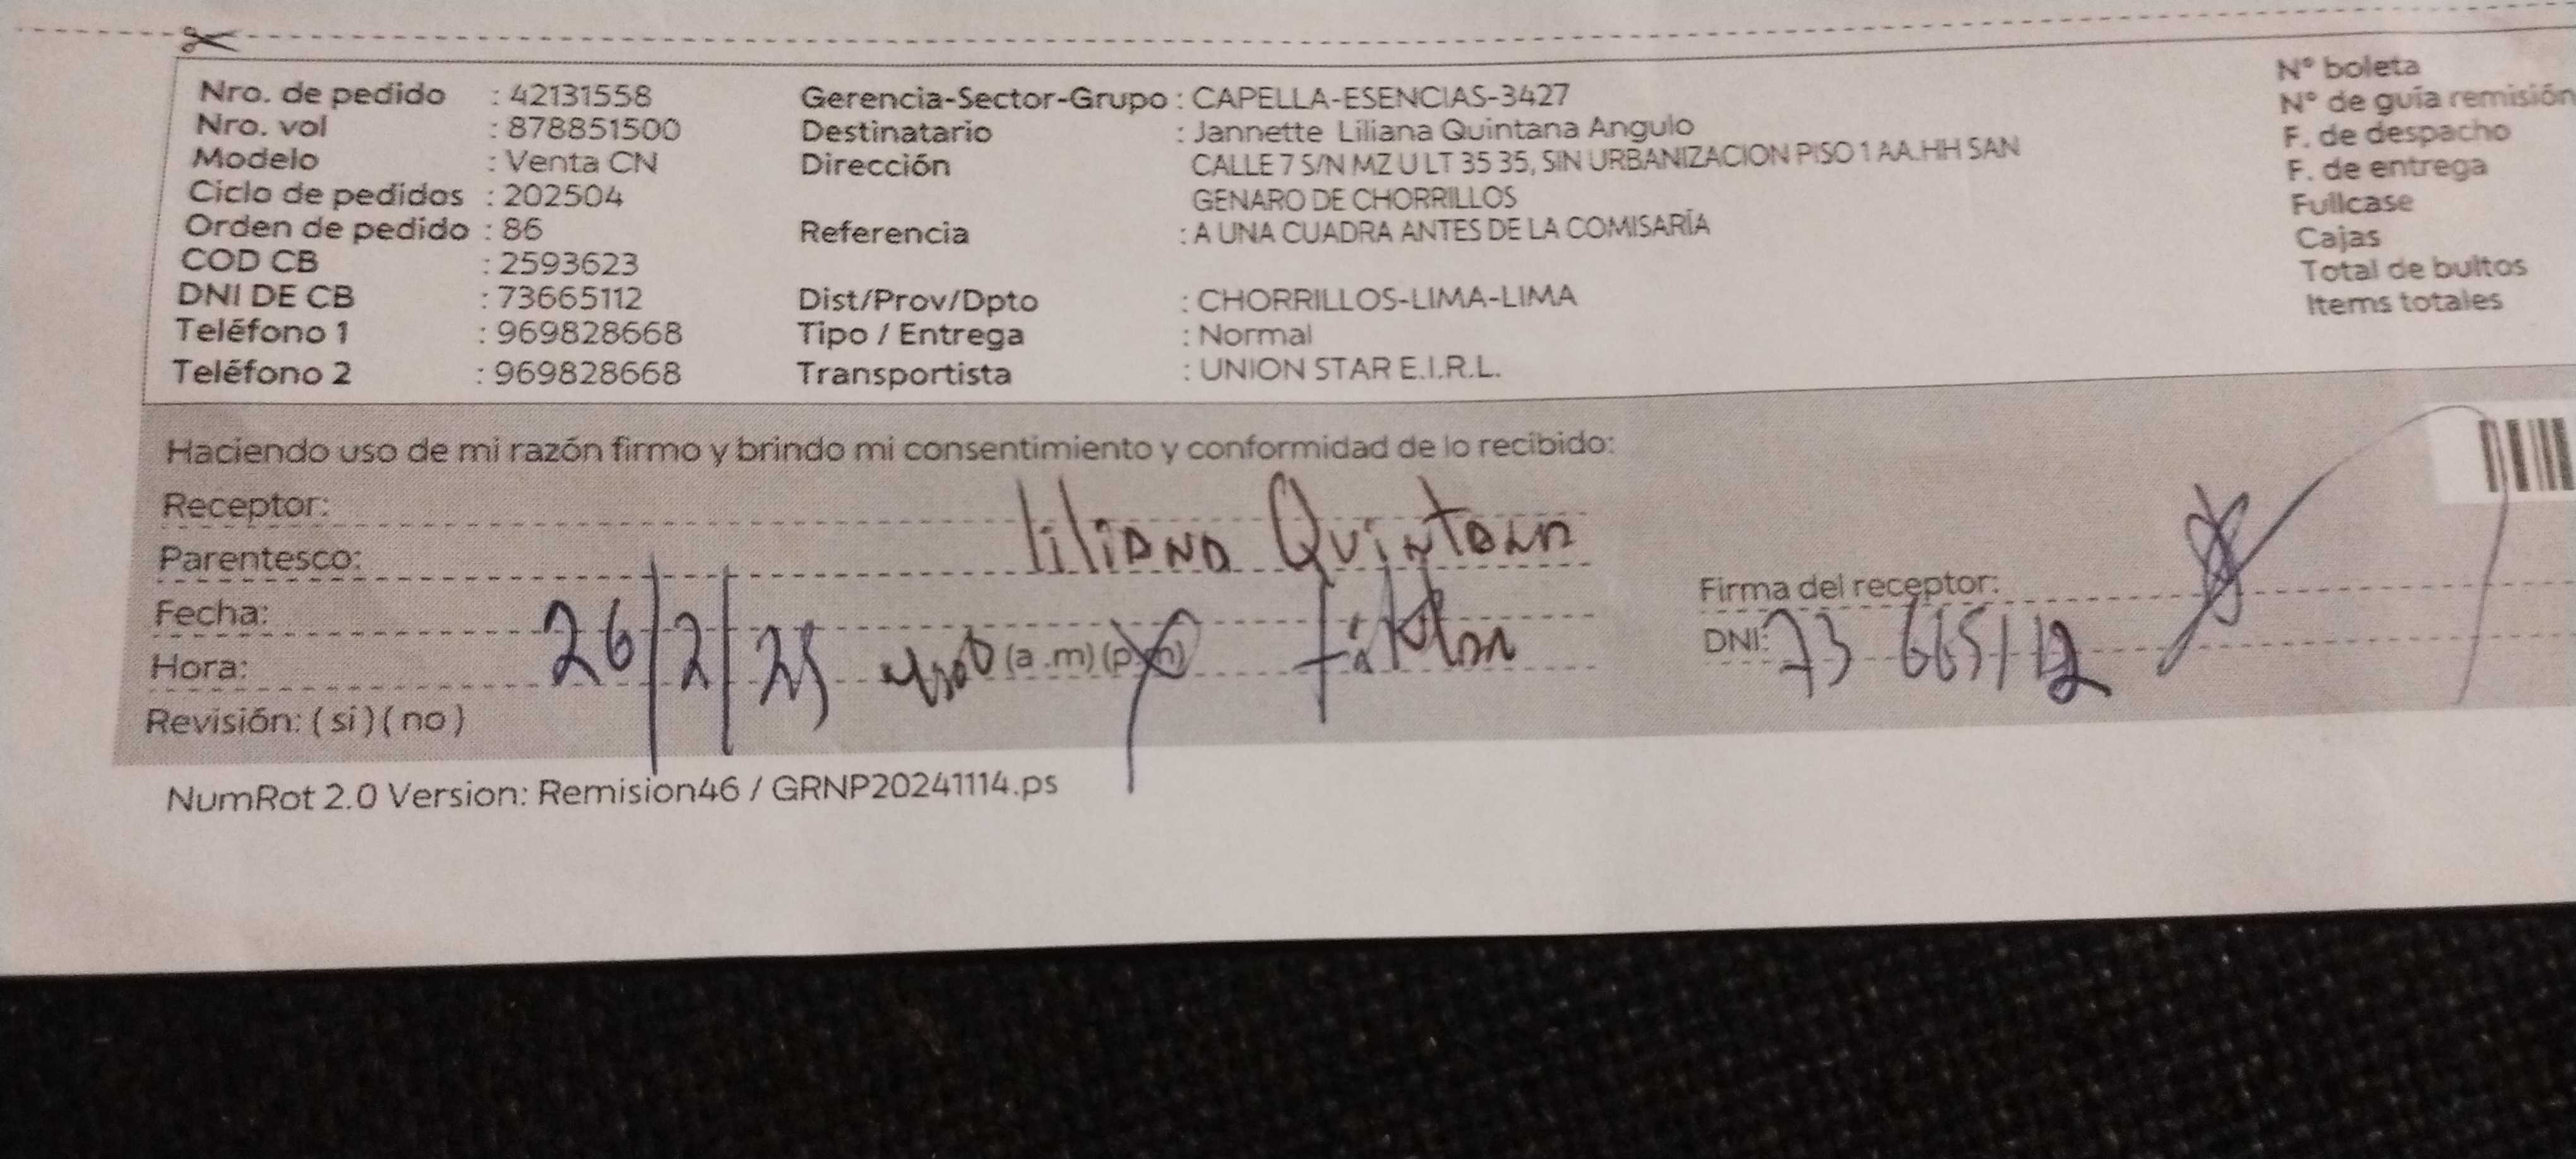 Nro. de pedido : 42131558 Gerencia-Sector-Grupo : CAPELLA-ESENCIAS-3427 N° boleta
Nro. vol : 878851500 Destinatario : Jannette Liliana Quintana Angulo N° de guía remisión
Modelo : Venta CN Dirección CALLE 7 S/N MZ U LT 35 35, SIN URBANIZACION PISO 1 AA.HH SAN F. de despacho
Ciclo de pedidos : 202504 GENARO DE CHORRILLOS F. de entrega
Orden de pedido : 86 Referencia : A UNA CUADRA ANTES DE LA COMISARÍA Fullcase
COD CB : 2593623 Cajas
DNI DE CB : 73665112 Dist/Prov/Dpto : CHORRILLOS-LIMA-LIMA Total de bultos
Teléfono 1 : 969828668 Tipo / Entrega : Normal Items totales
Teléfono 2 : 969828668 Transportista : UNION STAR E.I.R.L.
Haciendo uso de mi razón firmo y brindo mi consentimiento y conformidad de lo recibido:
Receptor: liliana Quintana
Parentesco:
Fecha: 26/2/25
Hora: (a .m) (p.m)
Revisión: ( si ) ( no )
Firma del receptor:
DNI: 73 665112
NumRot 2.0 Version: Remision46 / GRNP20241114.ps